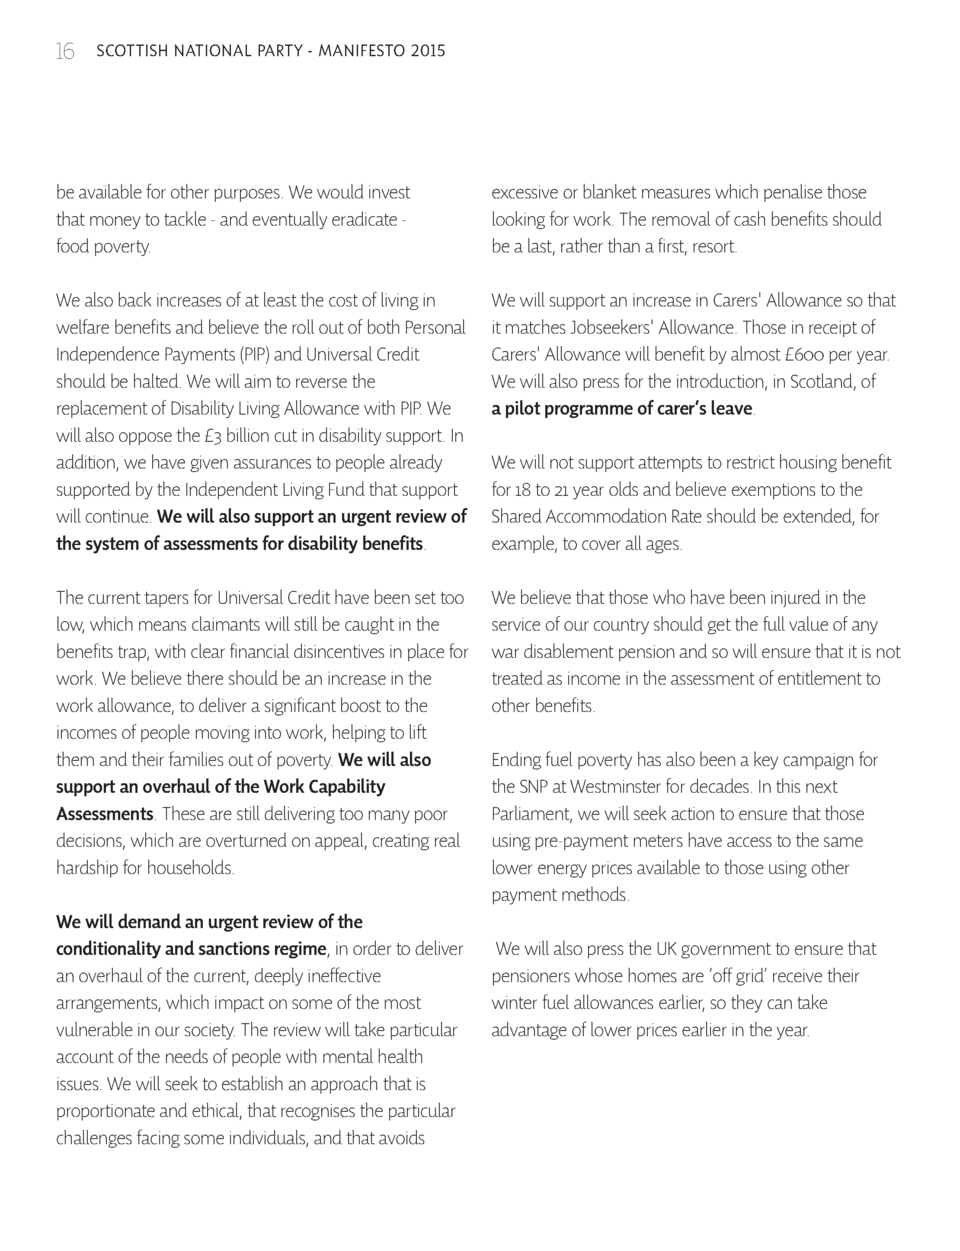 16 SCOTTISH NATIONAL PARTY - MANIFESTO 2015
be available for other purposes. We would invest
that money to tackle - and eventually eradicate -
food poverty.
We also back increases of at least the cost of living in
welfare benefits and believe the roll out of both Personal
Independence Payments (PIP) and Universal Credit
should be halted. We will aim to reverse the
replacement of Disability Living Allowance with PIP. We
will also oppose the £3 billion cut in disability support. In
addition, we have given assurances to people already
supported by the Independent Living Fund that support
will continue. We will also support an urgent review of
the system of assessments for disability benefits.
The current tapers for Universal Credit have been set too
low, which means claimants will still be caught in the
benefits trap, with clear financial disincentives in place for
work. We believe there should be an increase in the
work allowance, to deliver a significant boost to the
incomes of people moving into work, helping to lift
them and their families out of poverty. We will also
support an overhaul of the Work Capability
Assessments. These are still delivering too many poor
decisions, which are overturned on appeal, creating real
hardship for households.
We will demand an urgent review of the
conditionality and sanctions regime, in order to deliver
an overhaul of the current, deeply ineffective
arrangements, which impact on some of the most
vulnerable in our society. The review will take particular
account of the needs of people with mental health
issues. We will seek to establish an approach that is
proportionate and ethical, that recognises the particular
challenges facing some individuals, and that avoids
excessive or blanket measures which penalise those
looking for work. The removal of cash benefits should
be a last, rather than a first, resort.
We will support an increase in Carers' Allowance so that
it matches Jobseekers' Allowance. Those in receipt of
Carers' Allowance will benefit by almost £600 per year.
We will also press for the introduction, in Scotland, of
a pilot programme of carer’s leave.
We will not support attempts to restrict housing benefit
for 18 to 21 year olds and believe exemptions to the
Shared Accommodation Rate should be extended, for
example, to cover all ages.
We believe that those who have been injured in the
service of our country should get the full value of any
war disablement pension and so will ensure that it is not
treated as income in the assessment of entitlement to
other benefits.
Ending fuel poverty has also been a key campaign for
the SNP at Westminster for decades. In this next
Parliament, we will seek action to ensure that those
using pre-payment meters have access to the same
lower energy prices available to those using other
payment methods.
We will also press the UK government to ensure that
pensioners whose homes are ‘off grid’ receive their
winter fuel allowances earlier, so they can take
advantage of lower prices earlier in the year.